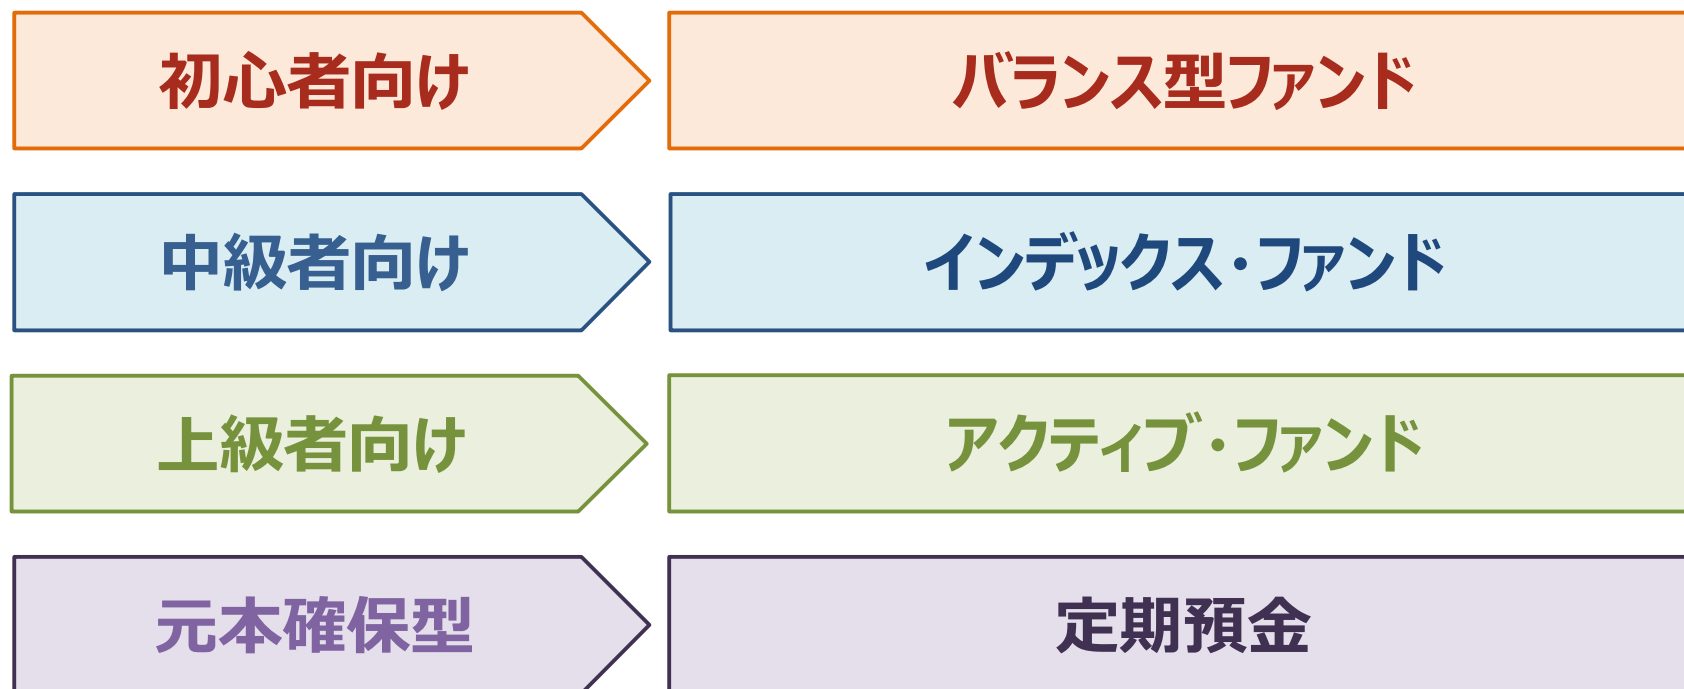 初心者向け
バランス型ファンド
中級者向け
インデックス・ファンド
上級者向け
アクティブ・ファンド
元本確保型
定期預金